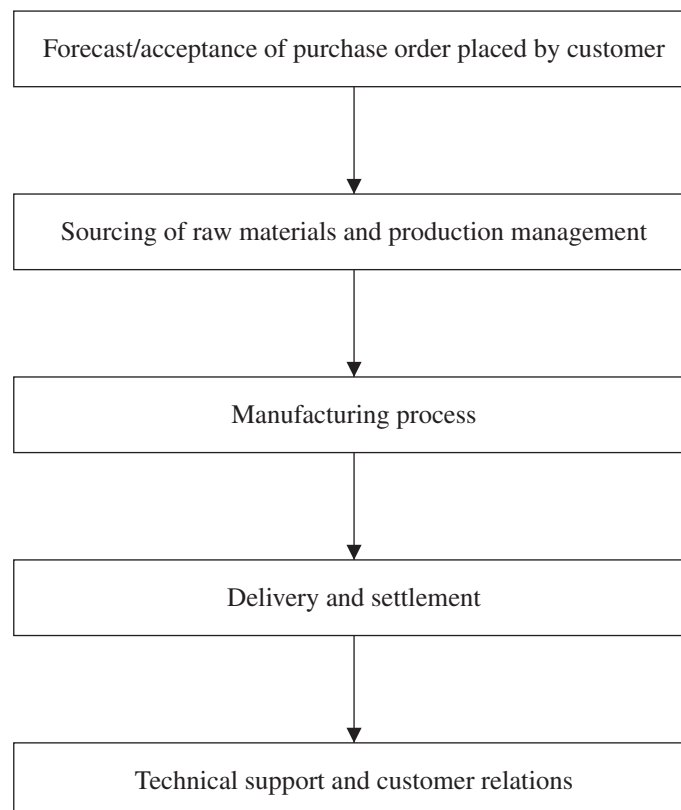 Forecast/acceptance of purchase order placed by customer
Sourcing of raw materials and production management
Manufacturing process
Delivery and settlement
Technical support and customer relations